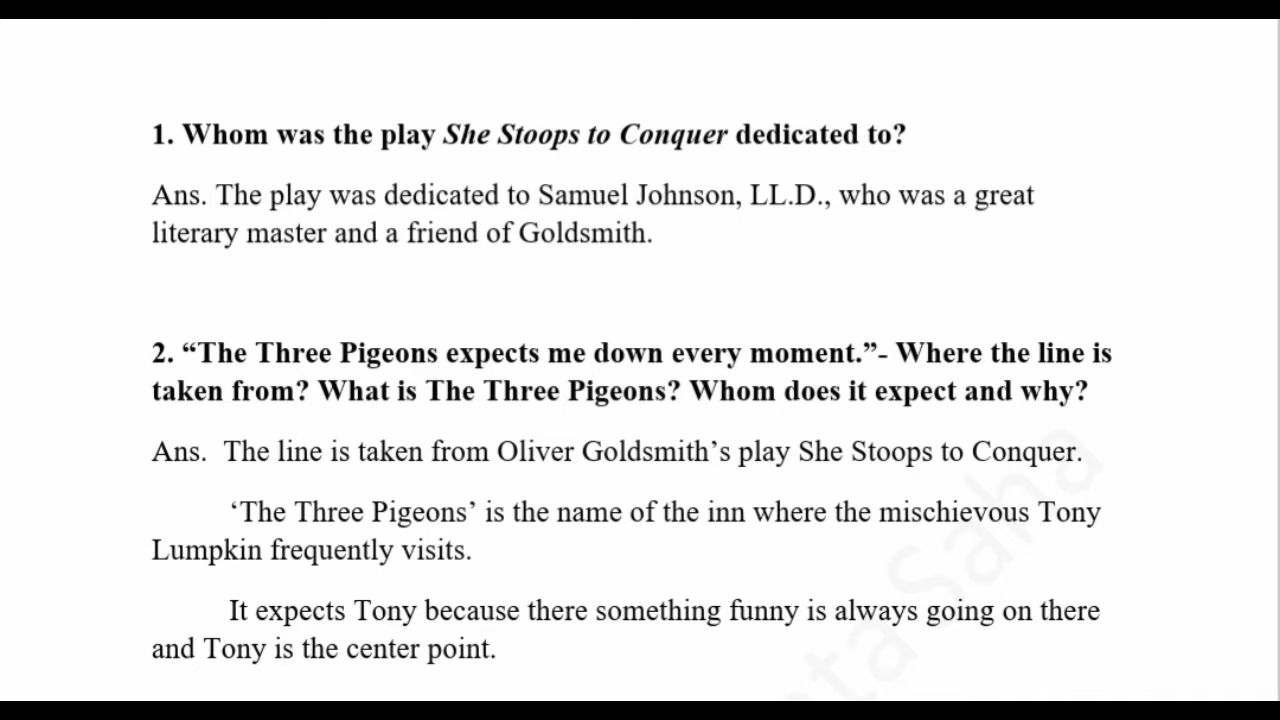 1. Whom was the play She Stoops to Conquer dedicated to?
Ans. The play was dedicated to Samuel Johnson, LL.D., who was a great
literary master and a friend of Goldsmith.
2. “The Three Pigeons expects me down every moment.”- Where the line is
taken from? What is The Three Pigeons? Whom does it expect and why?
Ans. The line is taken from Oliver Goldsmith’s play She Stoops to Conquer.
‘The Three Pigeons’ is the name of the inn where the mischievous Tony
Lumpkin frequently visits.
It expects Tony because there something funny is always going on there
and Tony is the center point.
Saha